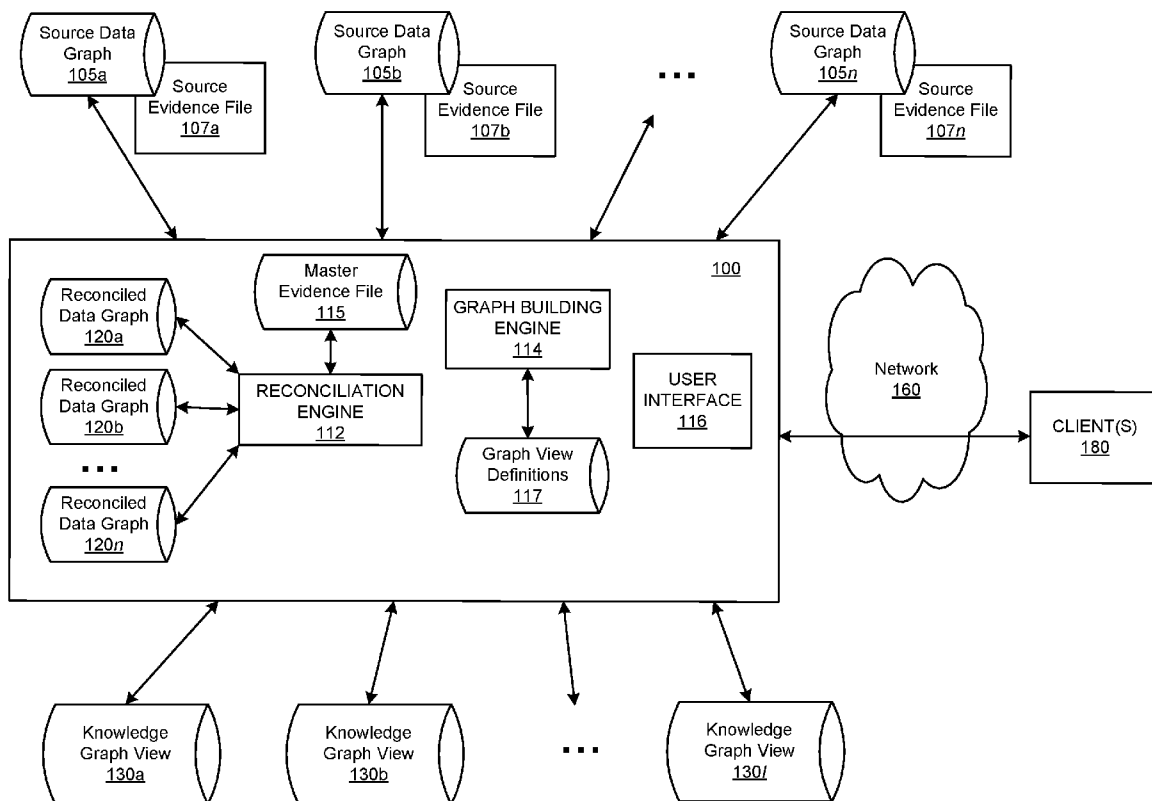 Source Data
Graph
105a
Source
Evidence File
107a
Source Data
Graph
105b
Source
Evidence File
107b
...
Source Data
Graph
105n
Source
Evidence File
107n
100
Reconciled
Data Graph
120a
Reconciled
Data Graph
120b
...
Reconciled
Data Graph
120n
Master
Evidence File
115
RECONCILIATION
ENGINE
112
GRAPH BUILDING
ENGINE
114
Graph View
Definitions
117
USER
INTERFACE
116
Network
160
CLIENT(S)
180
Knowledge
Graph View
130a
Knowledge
Graph View
130b
...
Knowledge
Graph View
130l